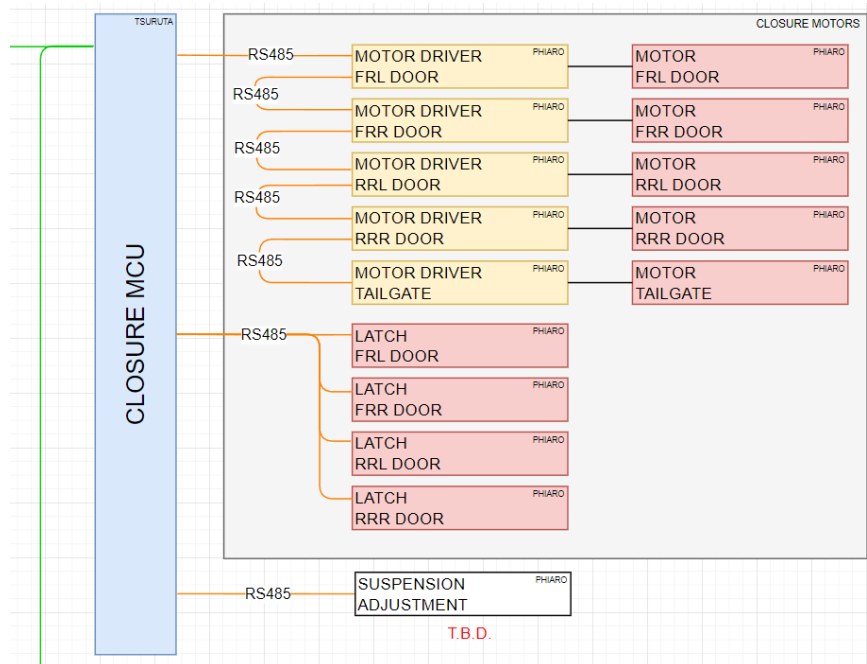 TSURUTA
CLOSURE MCU
CLOSURE MOTORS
RS485
MOTOR DRIVER
FRL DOOR
PHIARO
MOTOR
FRL DOOR
PHIARO
RS485
MOTOR DRIVER
FRR DOOR
PHIARO
MOTOR
FRR DOOR
PHIARO
RS485
MOTOR DRIVER
RRL DOOR
PHIARO
MOTOR
RRL DOOR
PHIARO
RS485
MOTOR DRIVER
RRR DOOR
PHIARO
MOTOR
RRR DOOR
PHIARO
RS485
MOTOR DRIVER
TAILGATE
PHIARO
MOTOR
TAILGATE
PHIARO
RS485
LATCH
FRL DOOR
PHIARO
LATCH
FRR DOOR
PHIARO
LATCH
RRL DOOR
PHIARO
LATCH
RRR DOOR
PHIARO
RS485
SUSPENSION
ADJUSTMENT
PHIARO
T.B.D.